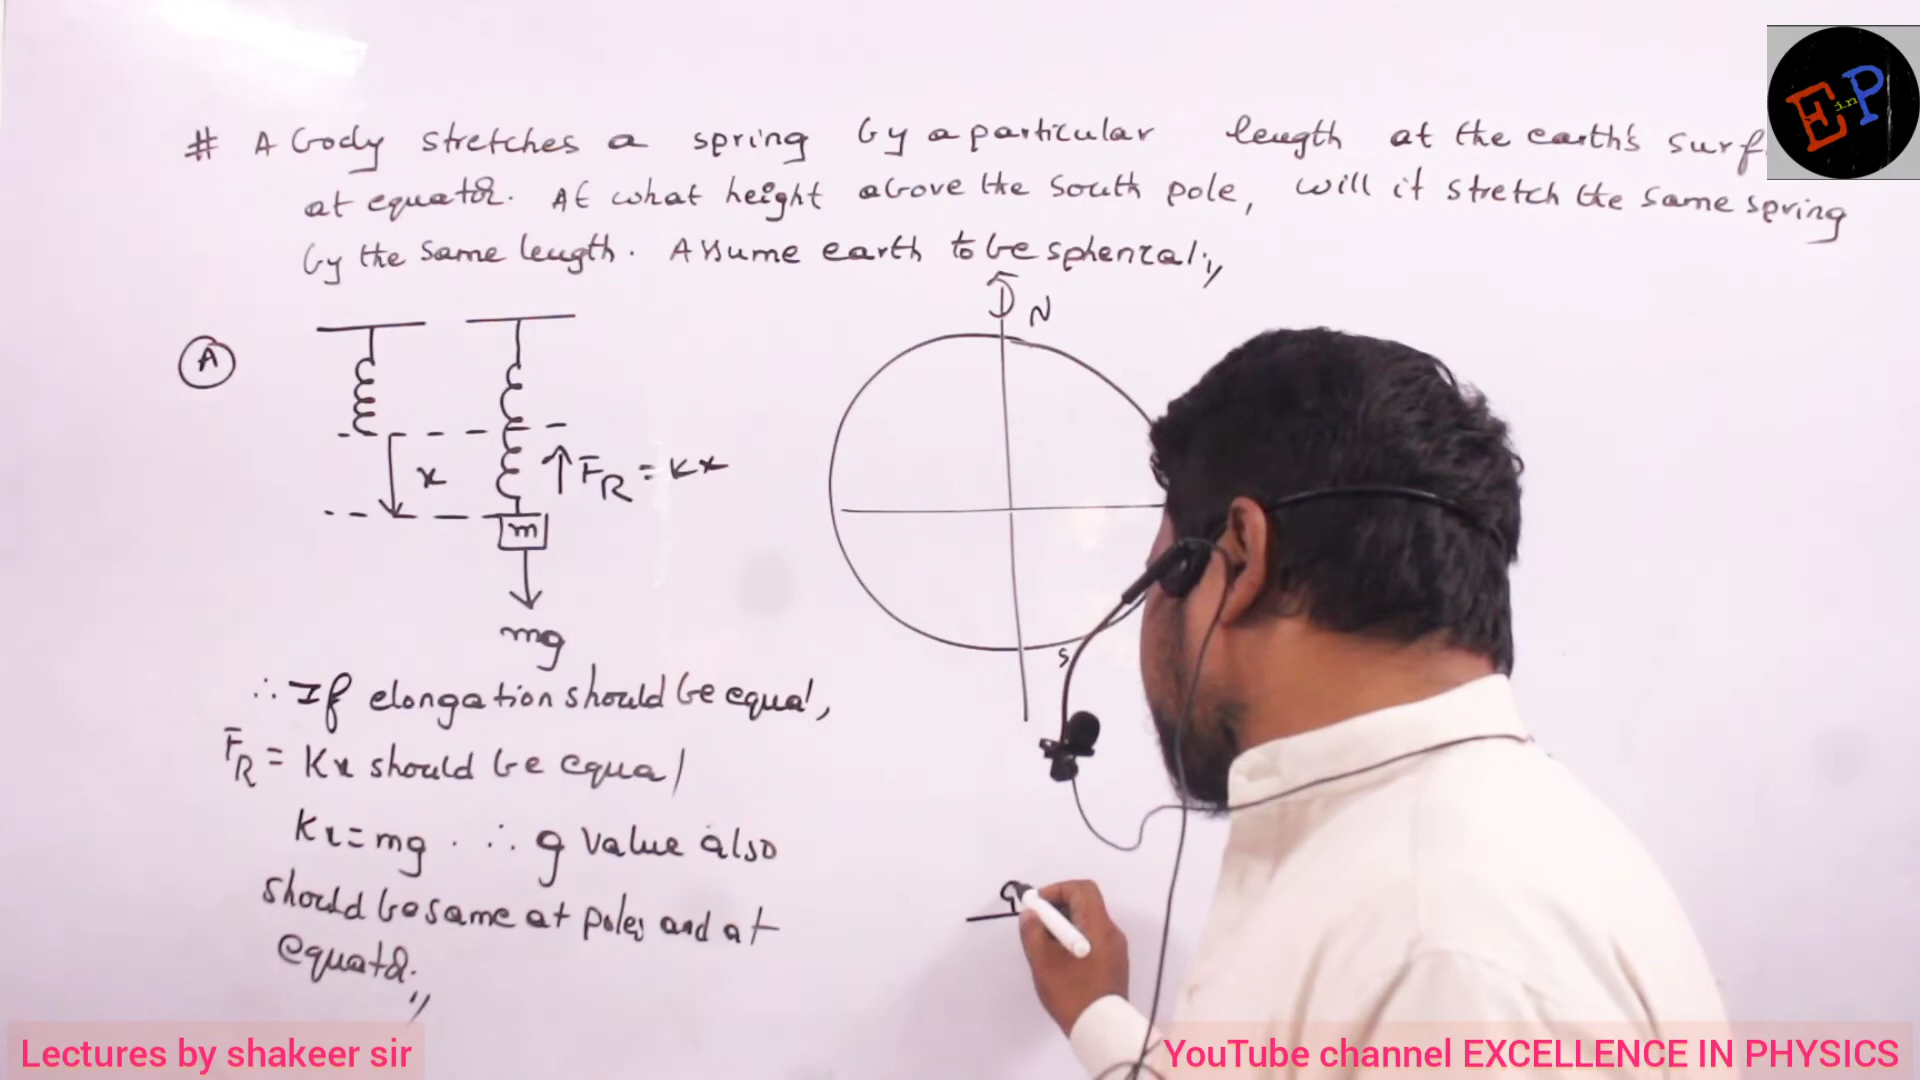 # A body stretches a spring by a particular length at the earth's surf
at equator. At what height above the south pole, will it stretch the same spring
by the same length. Assume earth to be spherical.
N
A
x
F_R = Kx
m
mg
S
∴ If elongation should be equal,
F_R = Kx should be equal
Kx = mg . ∴ g value also
should be same at poles and at
equator.
E in P
Lectures by shakeer sir
YouTube channel EXCELLENCE IN PHYSICS